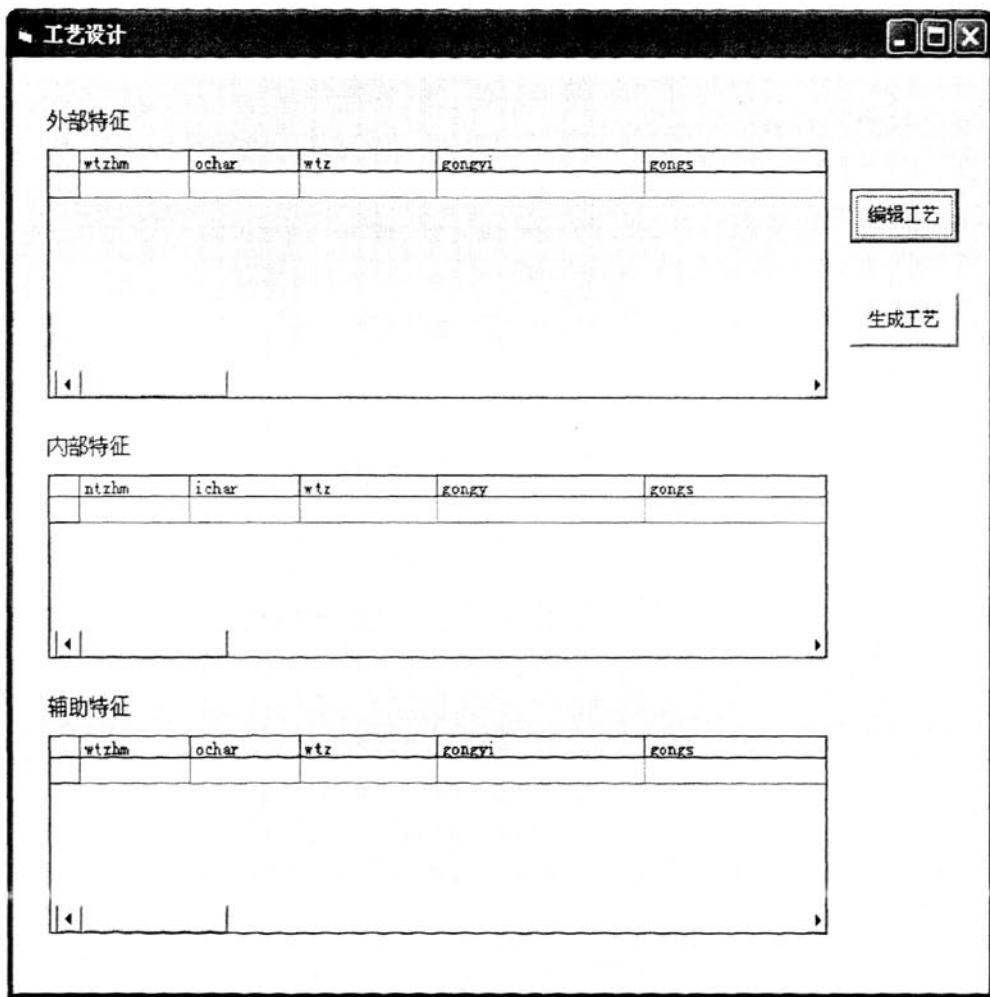 工艺设计
外部特征
wtzhm ochar wtz gongyi gongs
编辑工艺
生成工艺
内部特征
ntzhm ichar wtz gongy gongs
辅助特征
wtzhm ochar wtz gongyi gongs